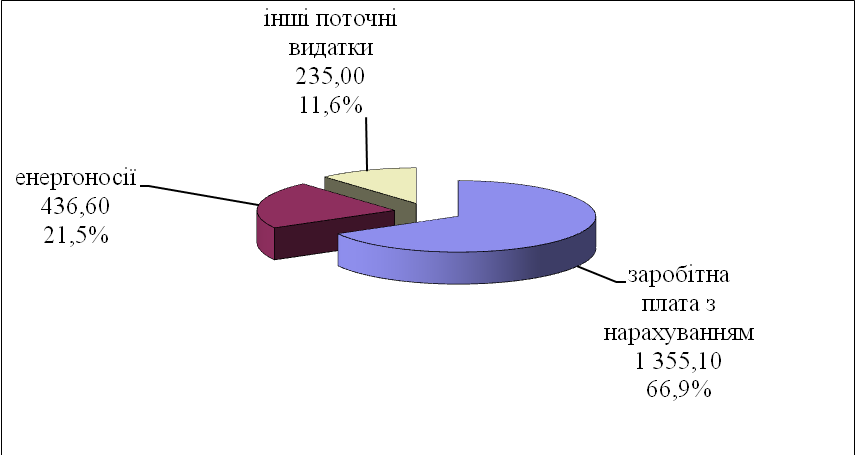 інші поточні
видатки
235,00
11,6%
енергоносії
436,60
21,5%
заробітна
плата з
нарахуванням
1 355,10
66,9%